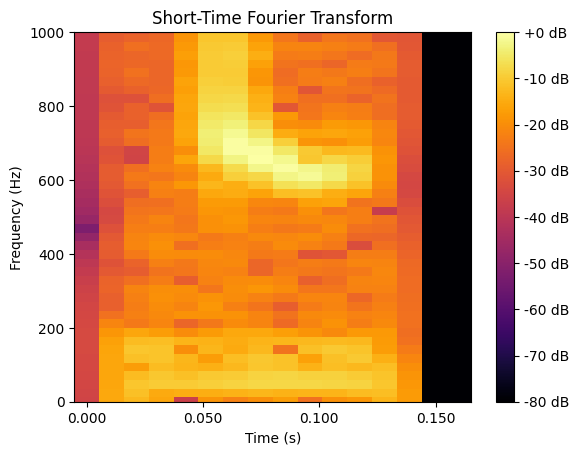 Short-Time Fourier Transform
Frequency (Hz)
1000
800
600
400
200
0
0.000
0.050
0.100
0.150
Time (s)
+0 dB
-10 dB
-20 dB
-30 dB
-40 dB
-50 dB
-60 dB
-70 dB
-80 dB